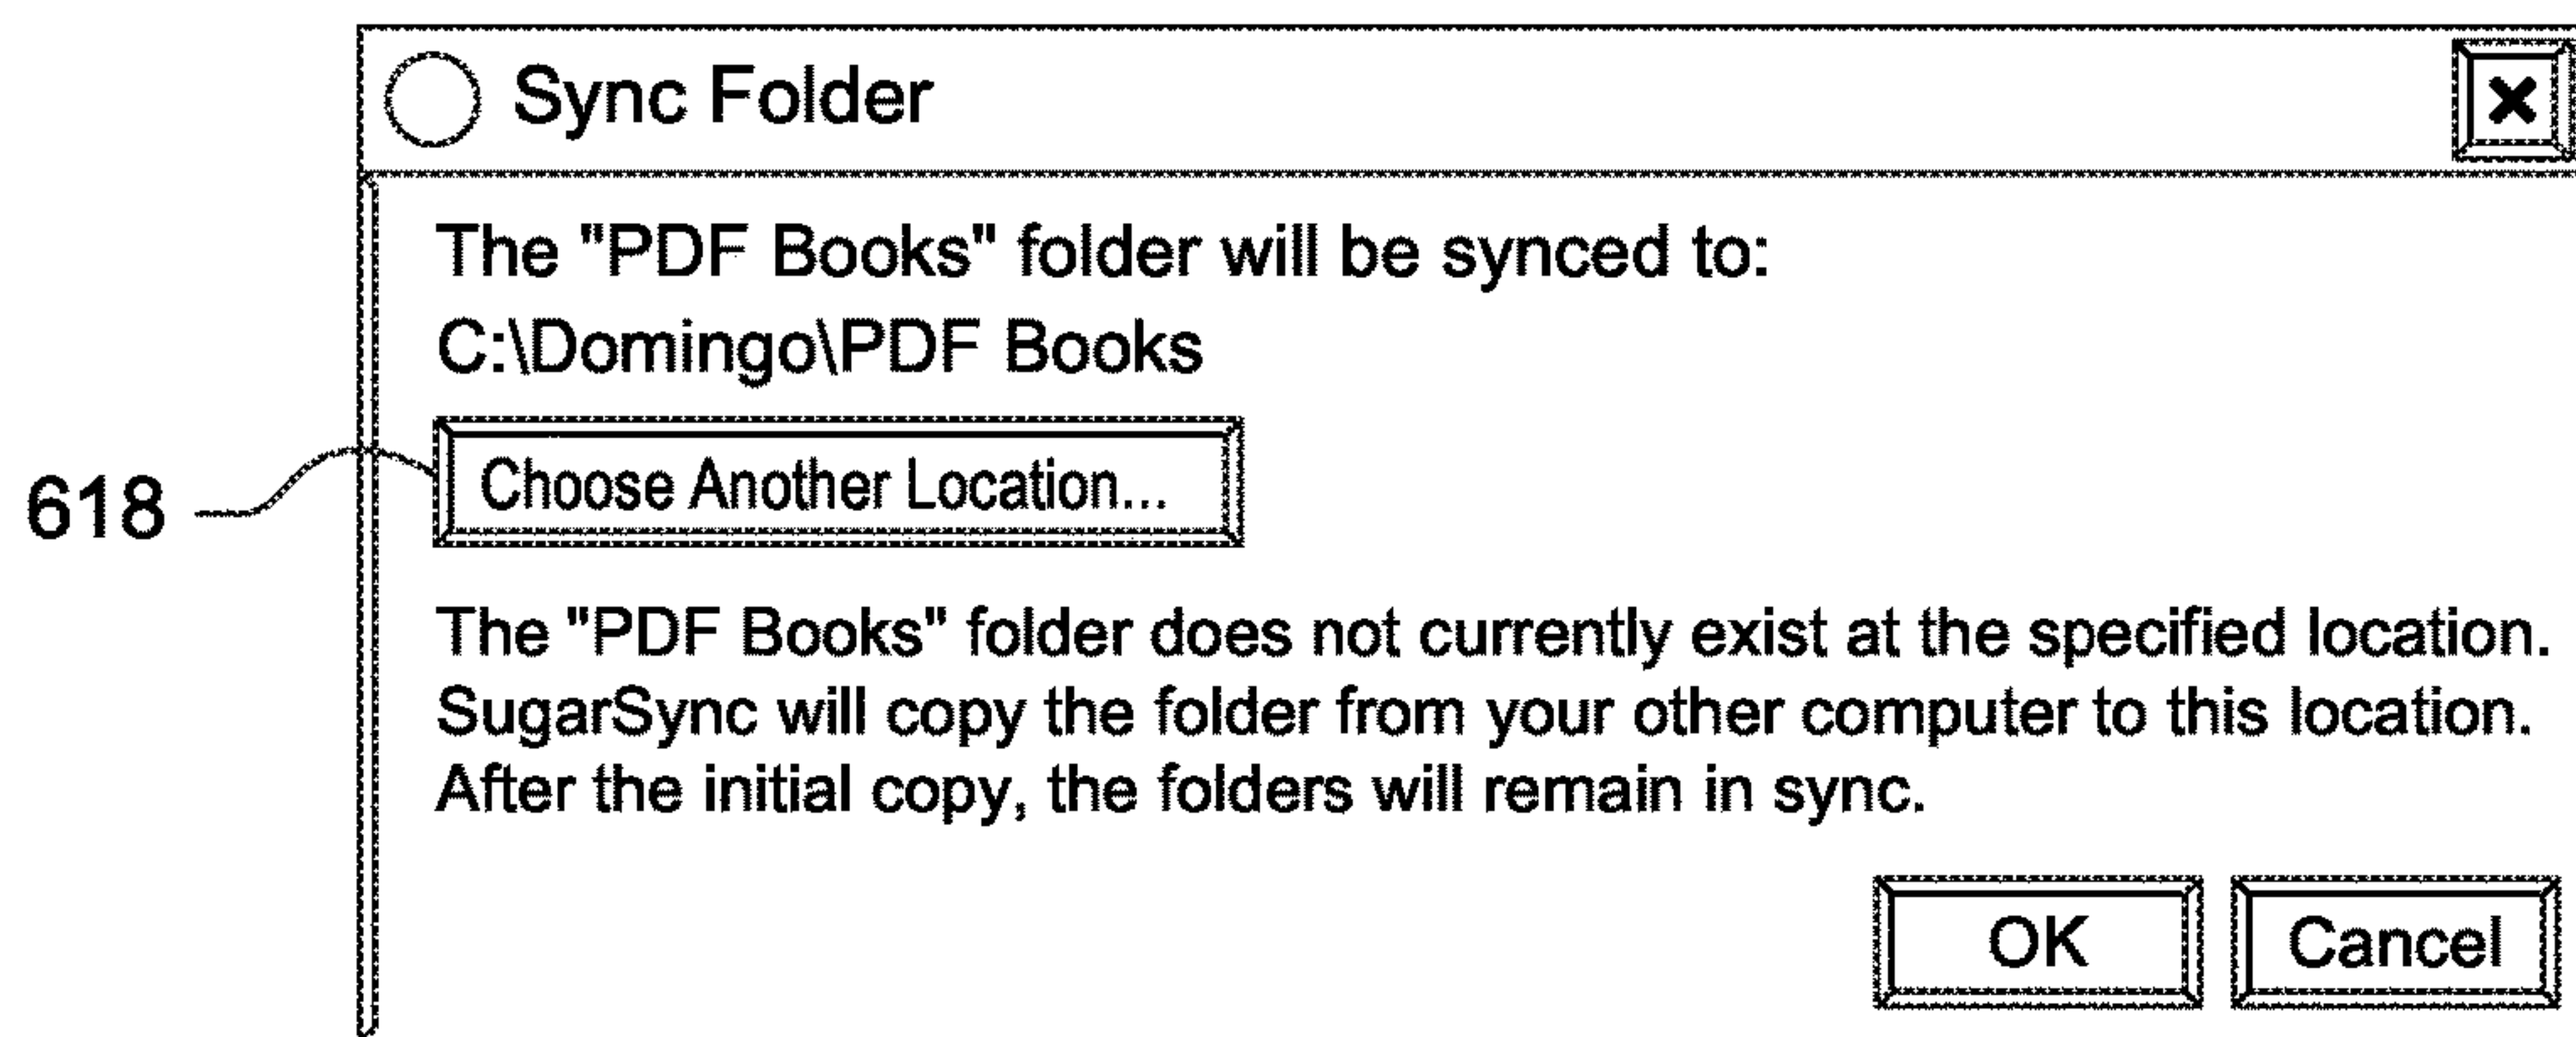 Sync Folder
The "PDF Books" folder will be synced to:
C:\Domingo\PDF Books
618
Choose Another Location...
The "PDF Books" folder does not currently exist at the specified location.
SugarSync will copy the folder from your other computer to this location.
After the initial copy, the folders will remain in sync.
OK Cancel